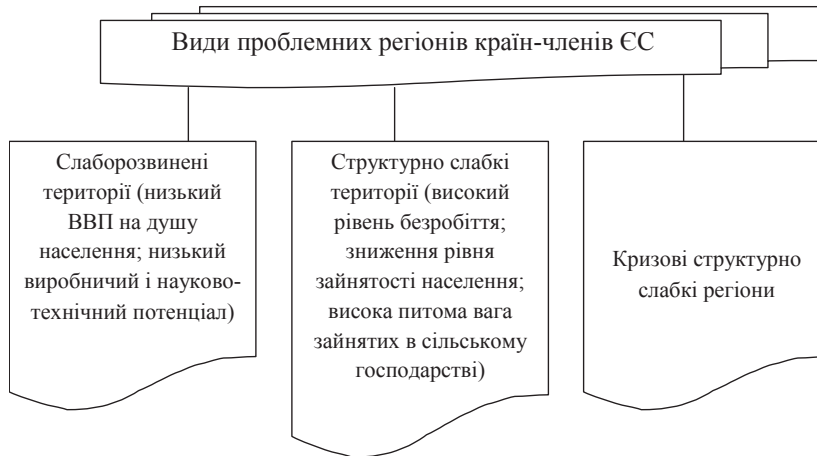 Види проблемних регіонів країн-членів ЄС
Слаборозвинені
території (низький
ВВП на душу
населення; низький
виробничий і науково-
технічний потенціал)
Структурно слабкі
території (високий
рівень безробіття;
зниження рівня
зайнятості населення;
висока питома вага
зайнятих в сільському
господарстві)
Кризові структурно
слабкі регіони